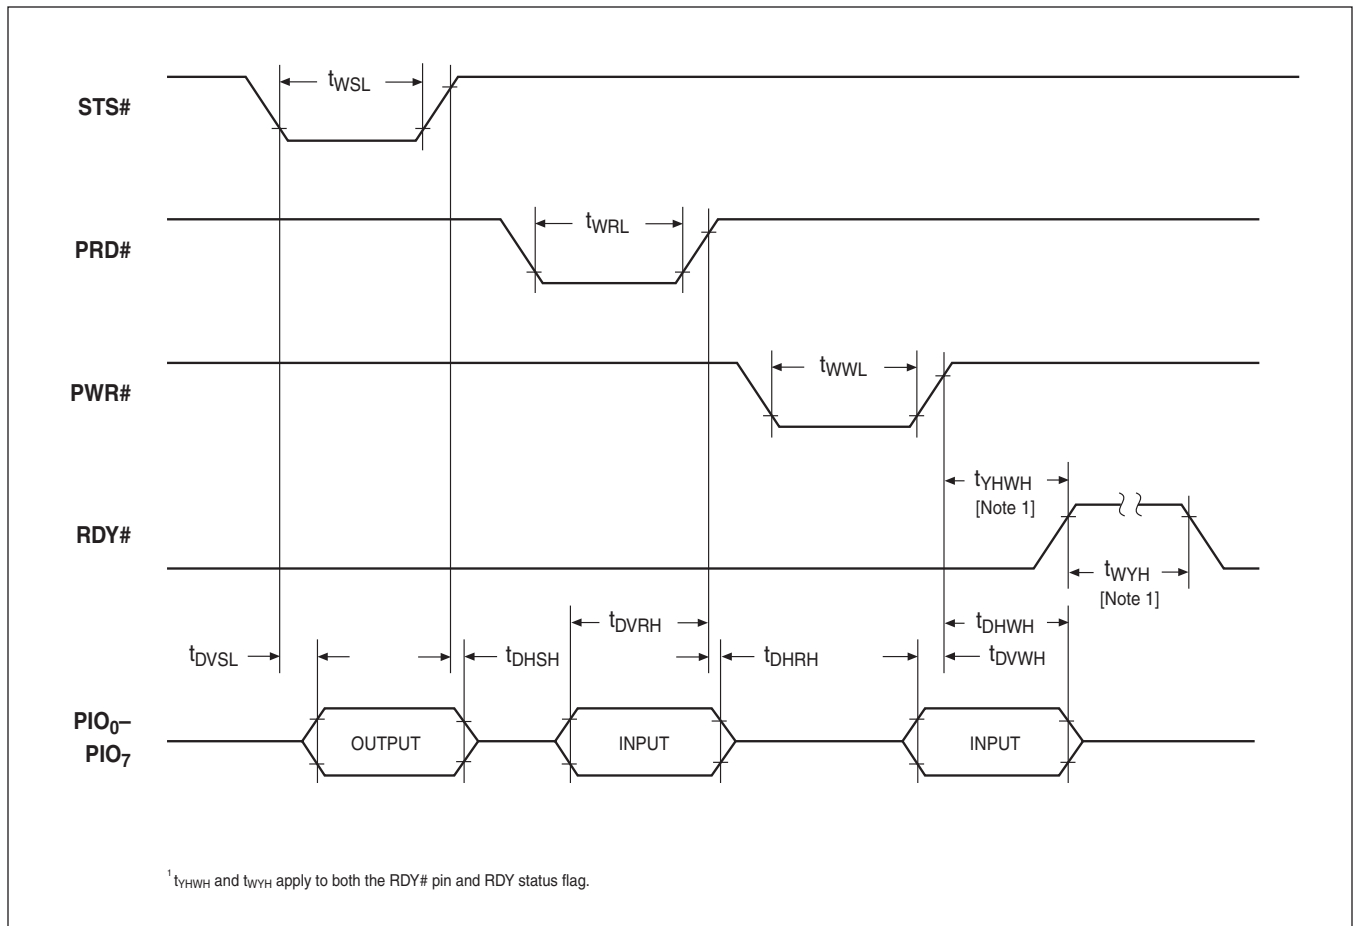 tWSL
STS#
tWRL
PRD#
tWWL
PWR#
tYHWH
[Note 1]
RDY#
tWYH
[Note 1]
tDVRH
tDHWH
tDVSL
tDHSH
tDHRH
tDVWH
PIO0–
PIO7
OUTPUT
INPUT
INPUT
1 tYHWH and tWYH apply to both the RDY# pin and RDY status flag.